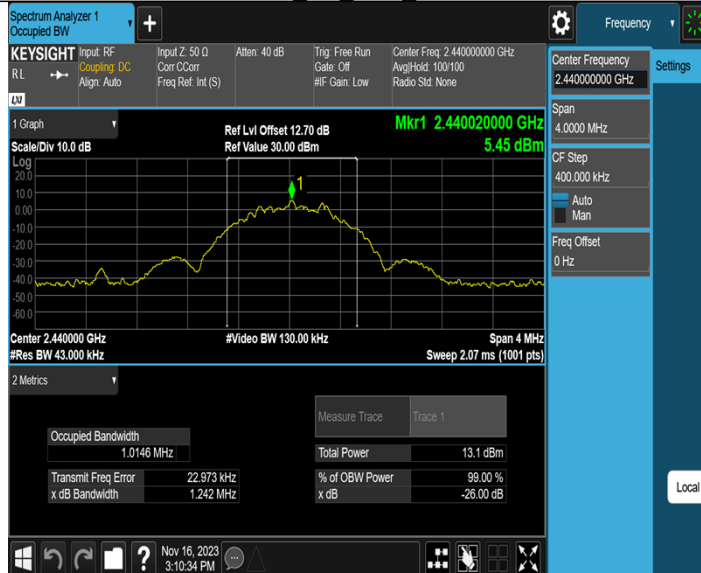 Spectrum Analyzer 1
Occupied BW
Frequency
KEYSIGHT
RL
LXI
Input: RF
Coupling: DC
Align: Auto
Input Z: 50 Ω
Corr CCorr
Freq Ref: Int (S)
Atten: 40 dB
Trig: Free Run
Gate: Off
#IF Gain: Low
Center Freq: 2.440000000 GHz
Avg|Hold: 100/100
Radio Std: None
1 Graph
Scale/Div 10.0 dB
Ref Lvl Offset 12.70 dB
Ref Value 30.00 dBm
Mkr1 2.440020000 GHz
5.45 dBm
Log
20.0
10.0
0.00
-10.0
-20.0
-30.0
-40.0
-50.0
-60.0
1
Center 2.440000 GHz
#Res BW 43.000 kHz
#Video BW 130.00 kHz
Span 4 MHz
Sweep 2.07 ms (1001 pts)
2 Metrics
Measure Trace Trace 1
Occupied Bandwidth
1.0146 MHz
Total Power 13.1 dBm
Transmit Freq Error 22.973 kHz
% of OBW Power 99.00 %
x dB Bandwidth 1.242 MHz
x dB -26.00 dB
Center Frequency
2.440000000 GHz
Settings
Span
4.0000 MHz
CF Step
400.000 kHz
Auto
Man
Freq Offset
0 Hz
Local
?
Nov 16, 2023
3:10:34 PM